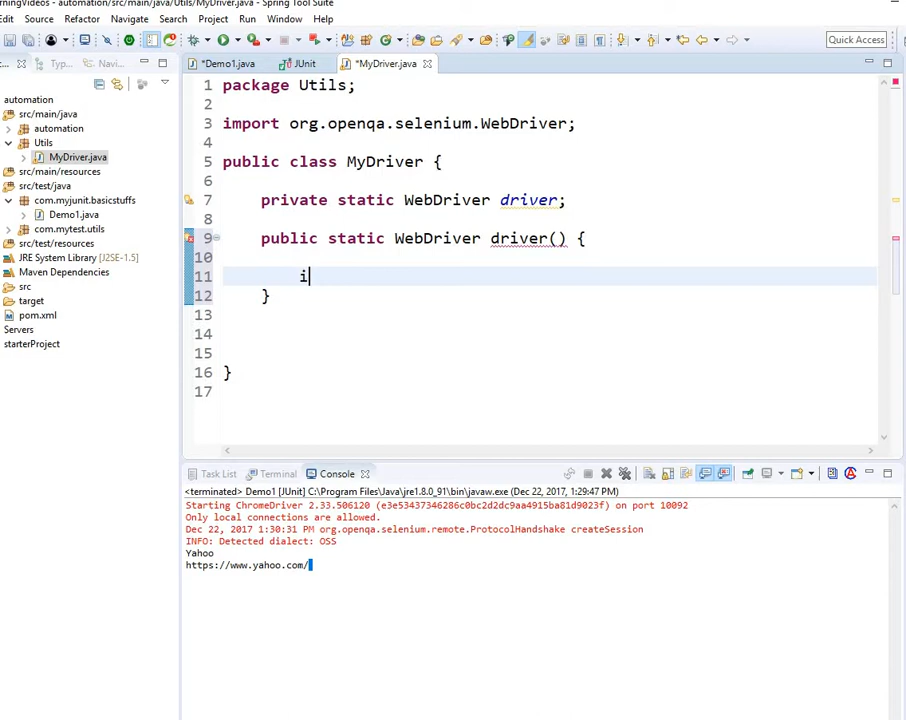 rningVideos - automation/src/main/java/Utils/MyDriver.java - Spring Tool Suite
Edit Source Refactor Navigate Search Project Run Window Help
Quick Access
Typ... Navi...
*Demo1.java JUnit *MyDriver.java
automation
src/main/java
automation
Utils
MyDriver.java
src/main/resources
src/test/java
com.myjunit.basicstuffs
Demo1.java
com.mytest.utils
src/test/resources
JRE System Library [J2SE-1.5]
Maven Dependencies
src
target
pom.xml
Servers
starterProject
1 package Utils;
2
3 import org.openqa.selenium.WebDriver;
4
5 public class MyDriver {
6
7 private static WebDriver driver;
8
9 public static WebDriver driver() {
10
11 i
12 }
13
14
15
16 }
17
Task List Terminal Console
<terminated> Demo1 [JUnit] C:\Program Files\Java\jre1.8.0_91\bin\javaw.exe (Dec 22, 2017, 1:29:47 PM)
Starting ChromeDriver 2.33.506120 (e3e53437346286c0bc2d2dc9aa4915ba81d9023f) on port 10092
Only local connections are allowed.
Dec 22, 2017 1:30:31 PM org.openqa.selenium.remote.ProtocolHandshake createSession
INFO: Detected dialect: OSS
Yahoo
https://www.yahoo.com/